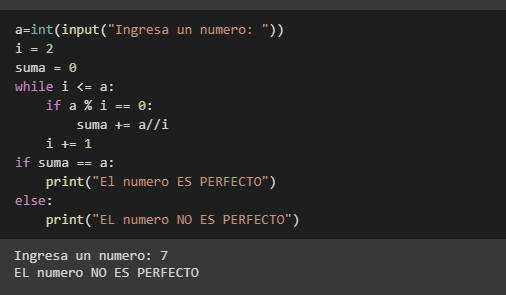 a=int(input("Ingresa un numero: "))
i = 2
suma = 0
while i <= a:
    if a % i == 0:
        suma += a//i
    i += 1
if suma == a:
    print("El numero ES PERFECTO")
else:
    print("EL numero NO ES PERFECTO")
Ingresa un numero: 7
EL numero NO ES PERFECTO